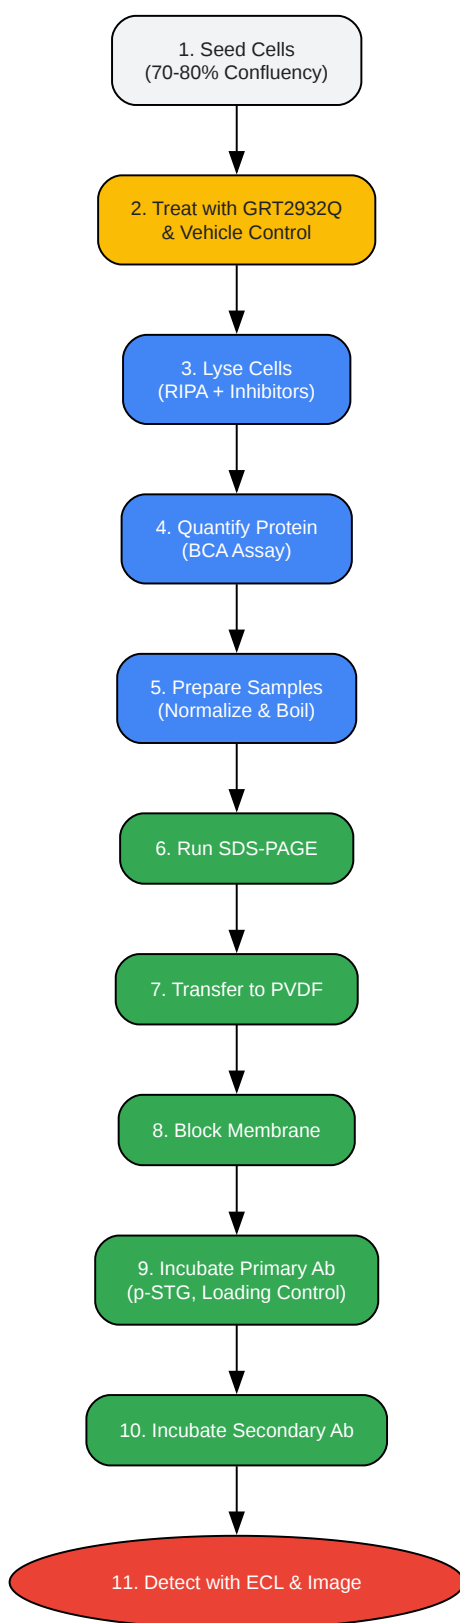 1. Seed Cells
(70-80% Confluency)
2. Treat with GRT2932Q
& Vehicle Control
3. Lyse Cells
(RIPA + Inhibitors)
4. Quantify Protein
(BCA Assay)
5. Prepare Samples
(Normalize & Boil)
6. Run SDS-PAGE
7. Transfer to PVDF
8. Block Membrane
9. Incubate Primary Ab
(p-STG, Loading Control)
10. Incubate Secondary Ab
11. Detect with ECL & Image